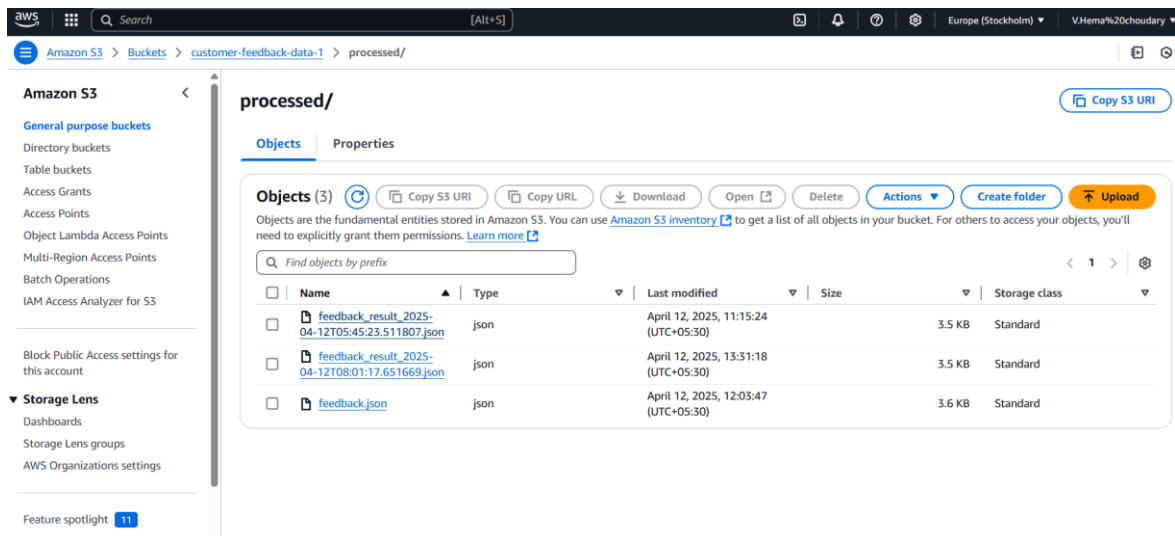 aws
Search
[Alt+S]
Europe (Stockholm)
V.Hema%20choudary
Amazon S3 > Buckets > customer-feedback-data-1 > processed/
Amazon S3
General purpose buckets
Directory buckets
Table buckets
Access Grants
Access Points
Object Lambda Access Points
Multi-Region Access Points
Batch Operations
IAM Access Analyzer for S3
Block Public Access settings for
this account
Storage Lens
Dashboards
Storage Lens groups
AWS Organizations settings
Feature spotlight 11
processed/
Copy S3 URI
Objects Properties
Objects (3) Copy S3 URI Copy URL Download Open Delete Actions Create folder Upload
Objects are the fundamental entities stored in Amazon S3. You can use Amazon S3 inventory to get a list of all objects in your bucket. For others to access your objects, you'll
need to explicitly grant them permissions. Learn more
Find objects by prefix
1
Name Type Last modified Size Storage class
feedback_result_2025-
04-12T05:45:23.511807.json json April 12, 2025, 11:15:24
(UTC+05:30) 3.5 KB Standard
feedback_result_2025-
04-12T08:01:17.651669.json json April 12, 2025, 13:31:18
(UTC+05:30) 3.5 KB Standard
feedback.json json April 12, 2025, 12:03:47
(UTC+05:30) 3.6 KB Standard